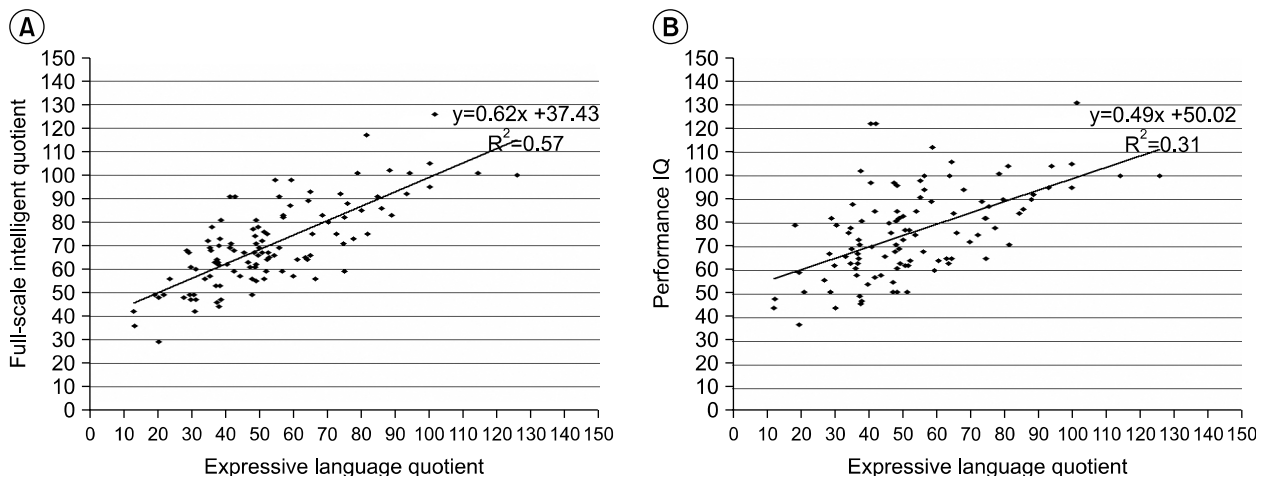 A
Full-scale intelligent quotient
150
140
130
120
110
100
90
80
70
60
50
40
30
20
10
0
y=0.62x +37.43
R²=0.57
0 10 20 30 40 50 60 70 80 90 100 110 120 130 140 150
Expressive language quotient
B
Performance IQ
150
140
130
120
110
100
90
80
70
60
50
40
30
20
10
0
y=0.49x +50.02
R²=0.31
0 10 20 30 40 50 60 70 80 90 100 110 120 130 140 150
Expressive language quotient